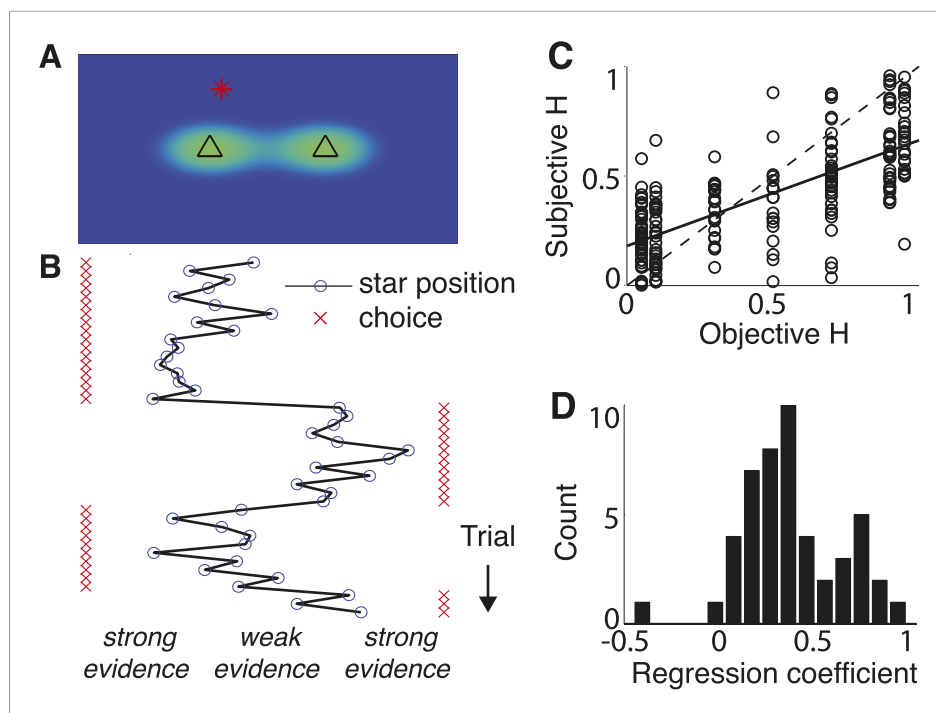 A
B
star position
choice
Trial
strong weak strong
evidence evidence evidence
C
1
0.5
0
0 0.5 1
Subjective H
Objective H
D
10
5
0
-0.5 0 0.5 1
Count
Regression coefficient